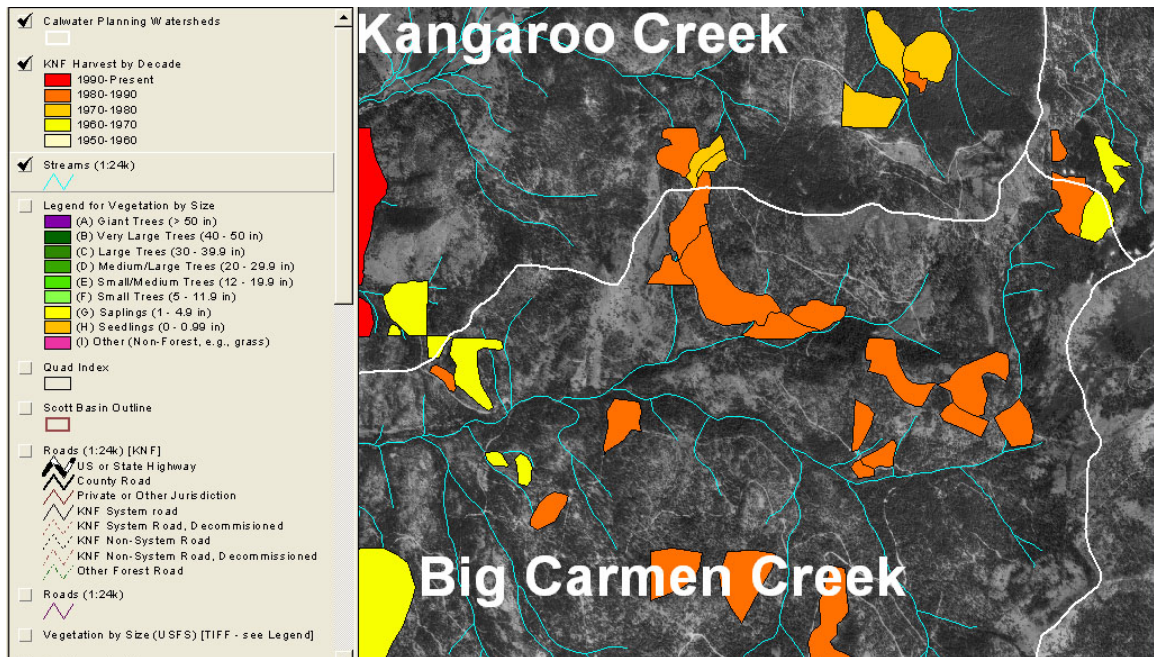 Calwater Planning Watersheds
KNF Harvest by Decade
1990-Present
1980-1990
1970-1980
1960-1970
1950-1960
Streams (1:24k)
Legend for Vegetation by Size
(A) Giant Trees (> 50 in)
(B) Very Large Trees (40 - 50 in)
(C) Large Trees (30 - 39.9 in)
(D) Medium/Large Trees (20 - 29.9 in)
(E) Small/Medium Trees (12 - 19.9 in)
(F) Small Trees (5 - 11.9 in)
(G) Saplings (1 - 4.9 in)
(H) Seedlings (0 - 0.99 in)
(I) Other (Non-Forest, e.g., grass)
Quad Index
Scott Basin Outline
Roads (1:24k) [KNF]
US or State Highway
County Road
Private or Other Jurisdiction
KNF System road
KNF System Road, Decommisioned
KNF Non-System Road
KNF Non-System Road, Decommissioned
Other Forest Road
Roads (1:24k)
Vegetation by Size (USFS) [TIFF - see Legend]
Kangaroo Creek
Big Carmen Creek